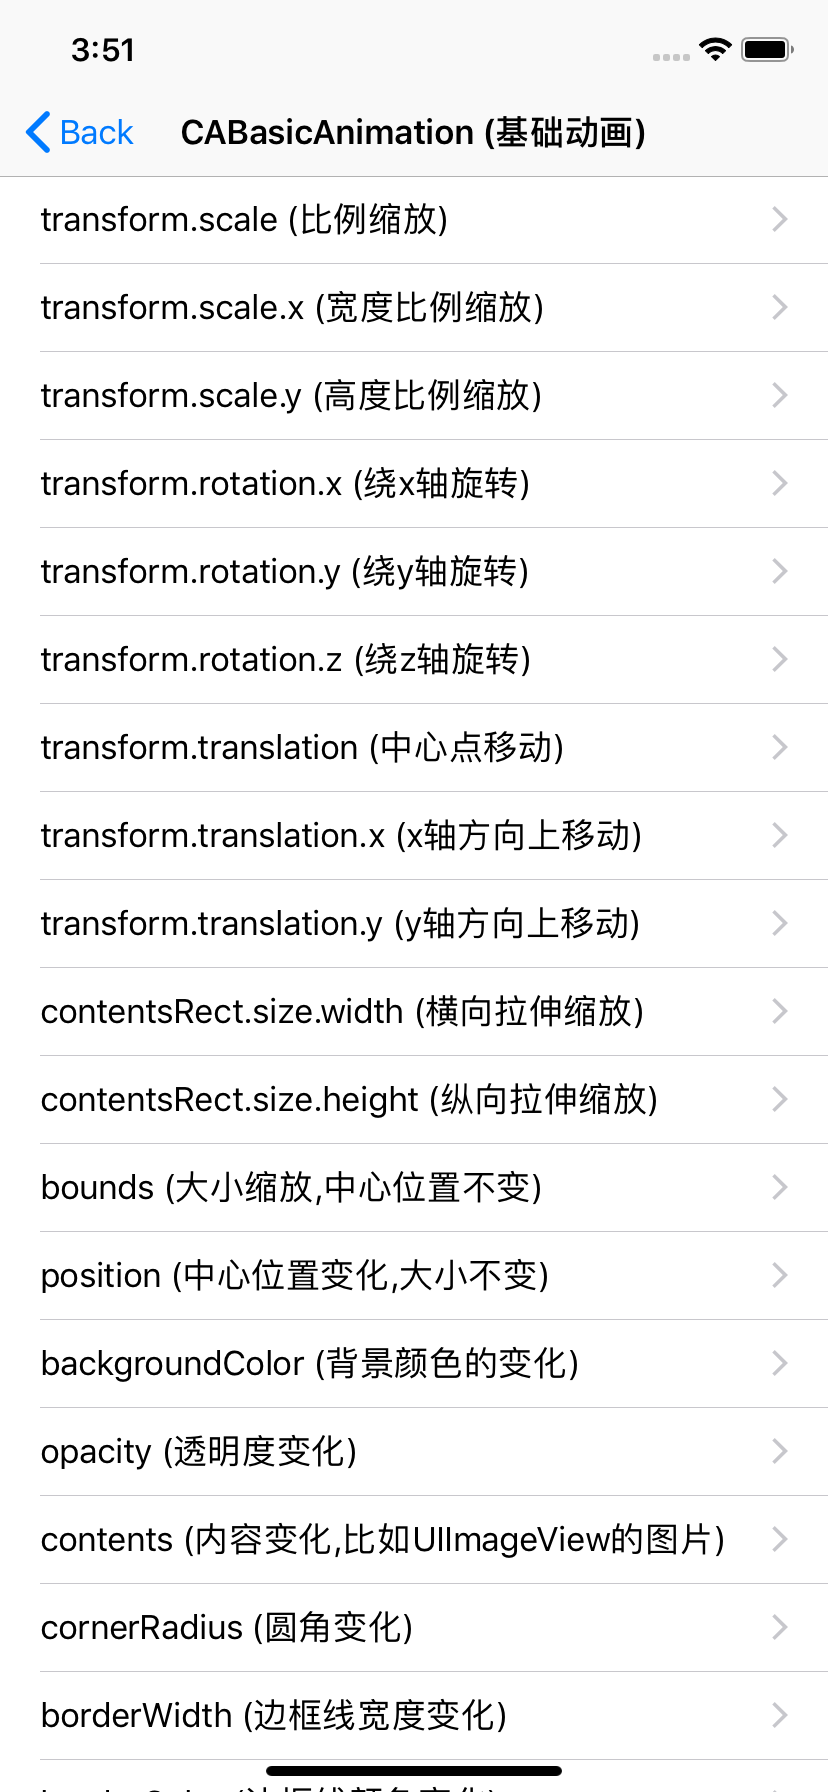 3:51
Back
CABasicAnimation (基础动画)
transform.scale (比例缩放)
transform.scale.x (宽度比例缩放)
transform.scale.y (高度比例缩放)
transform.rotation.x (绕x轴旋转)
transform.rotation.y (绕y轴旋转)
transform.rotation.z (绕z轴旋转)
transform.translation (中心点移动)
transform.translation.x (x轴方向上移动)
transform.translation.y (y轴方向上移动)
contentsRect.size.width (横向拉伸缩放)
contentsRect.size.height (纵向拉伸缩放)
bounds (大小缩放,中心位置不变)
position (中心位置变化,大小不变)
backgroundColor (背景颜色的变化)
opacity (透明度变化)
contents (内容变化,比如UIImageView的图片)
cornerRadius (圆角变化)
borderWidth (边框线宽度变化)